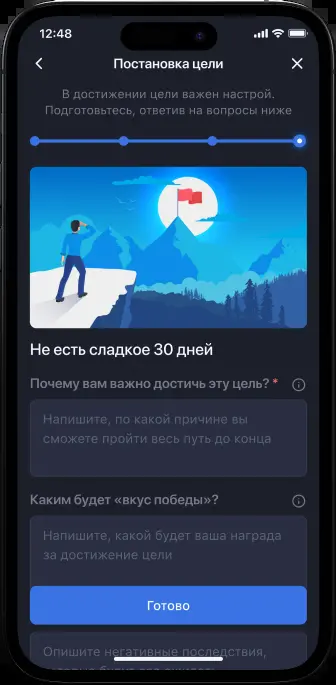 12:48
Постановка цели
В достижении цели важен настрой.
Подготовьтесь, ответив на вопросы ниже
Не есть сладкое 30 дней
Почему вам важно достичь эту цель? *
Напишите, по какой причине вы
сможете пройти весь путь до конца
Каким будет «вкус победы»?
Напишите, какой будет ваша награда
за достижение цели
Готово
Опишите негативные последствия,